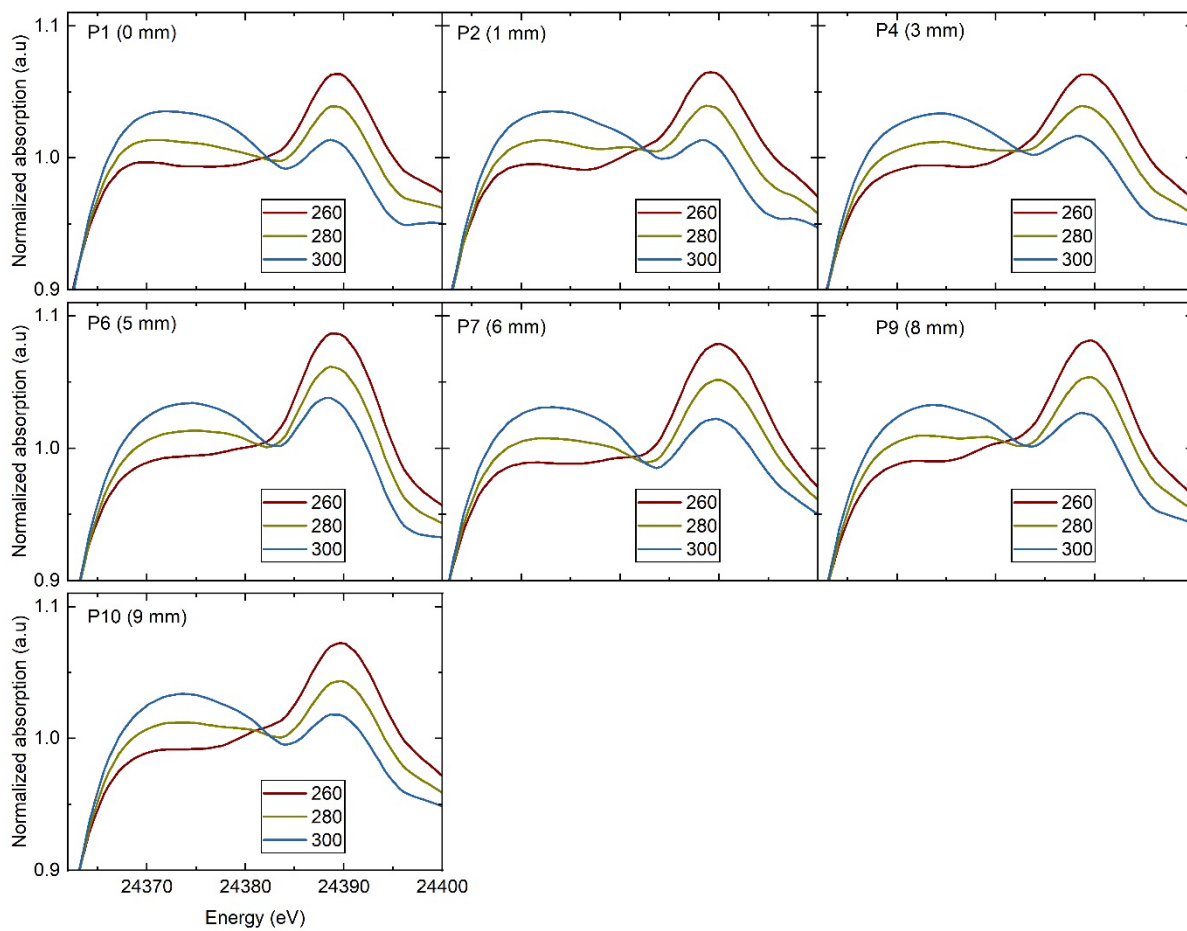 P1 (0 mm)
P2 (1 mm)
P4 (3 mm)
Normalized absorption (a.u)
1.1
1.0
0.9
260
280
300
260
280
300
260
280
300
P6 (5 mm)
P7 (6 mm)
P9 (8 mm)
Normalized absorption (a.u)
1.1
1.0
0.9
260
280
300
260
280
300
260
280
300
P10 (9 mm)
Normalized absorption (a.u)
1.1
1.0
0.9
260
280
300
24370 24380 24390 24400
Energy (eV)